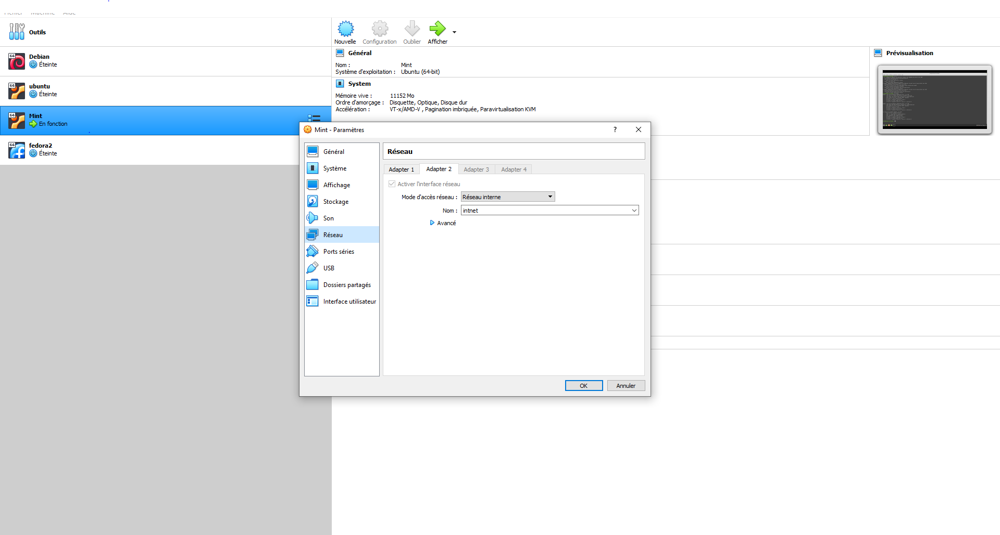 Outils
Nouvelle
Configuration
Oublier
Afficher
64
Debian
Éteinte
64
ubuntu
Éteinte
64
Mint
En fonction
64
fedora2
Éteinte
Général
Nom : Mint
Système d'exploitation : Ubuntu (64-bit)
System
Mémoire vive : 11152 Mo
Ordre d'amorçage : Disquette, Optique, Disque dur
Accélération : VT-x/AMD-V , Pagination imbriquée, Paravirtualisation KVM
Prévisualisation
Mint - Paramètres ?
Général
Système
Affichage
Stockage
Son
Réseau
Ports séries
USB
Dossiers partagés
Interface utilisateur
Réseau
Adapter 1 Adapter 2 Adapter 3 Adapter 4
Activer l'interface réseau
Mode d'accès réseau : Réseau interne
Nom : intnet
Avancé
OK Annuler